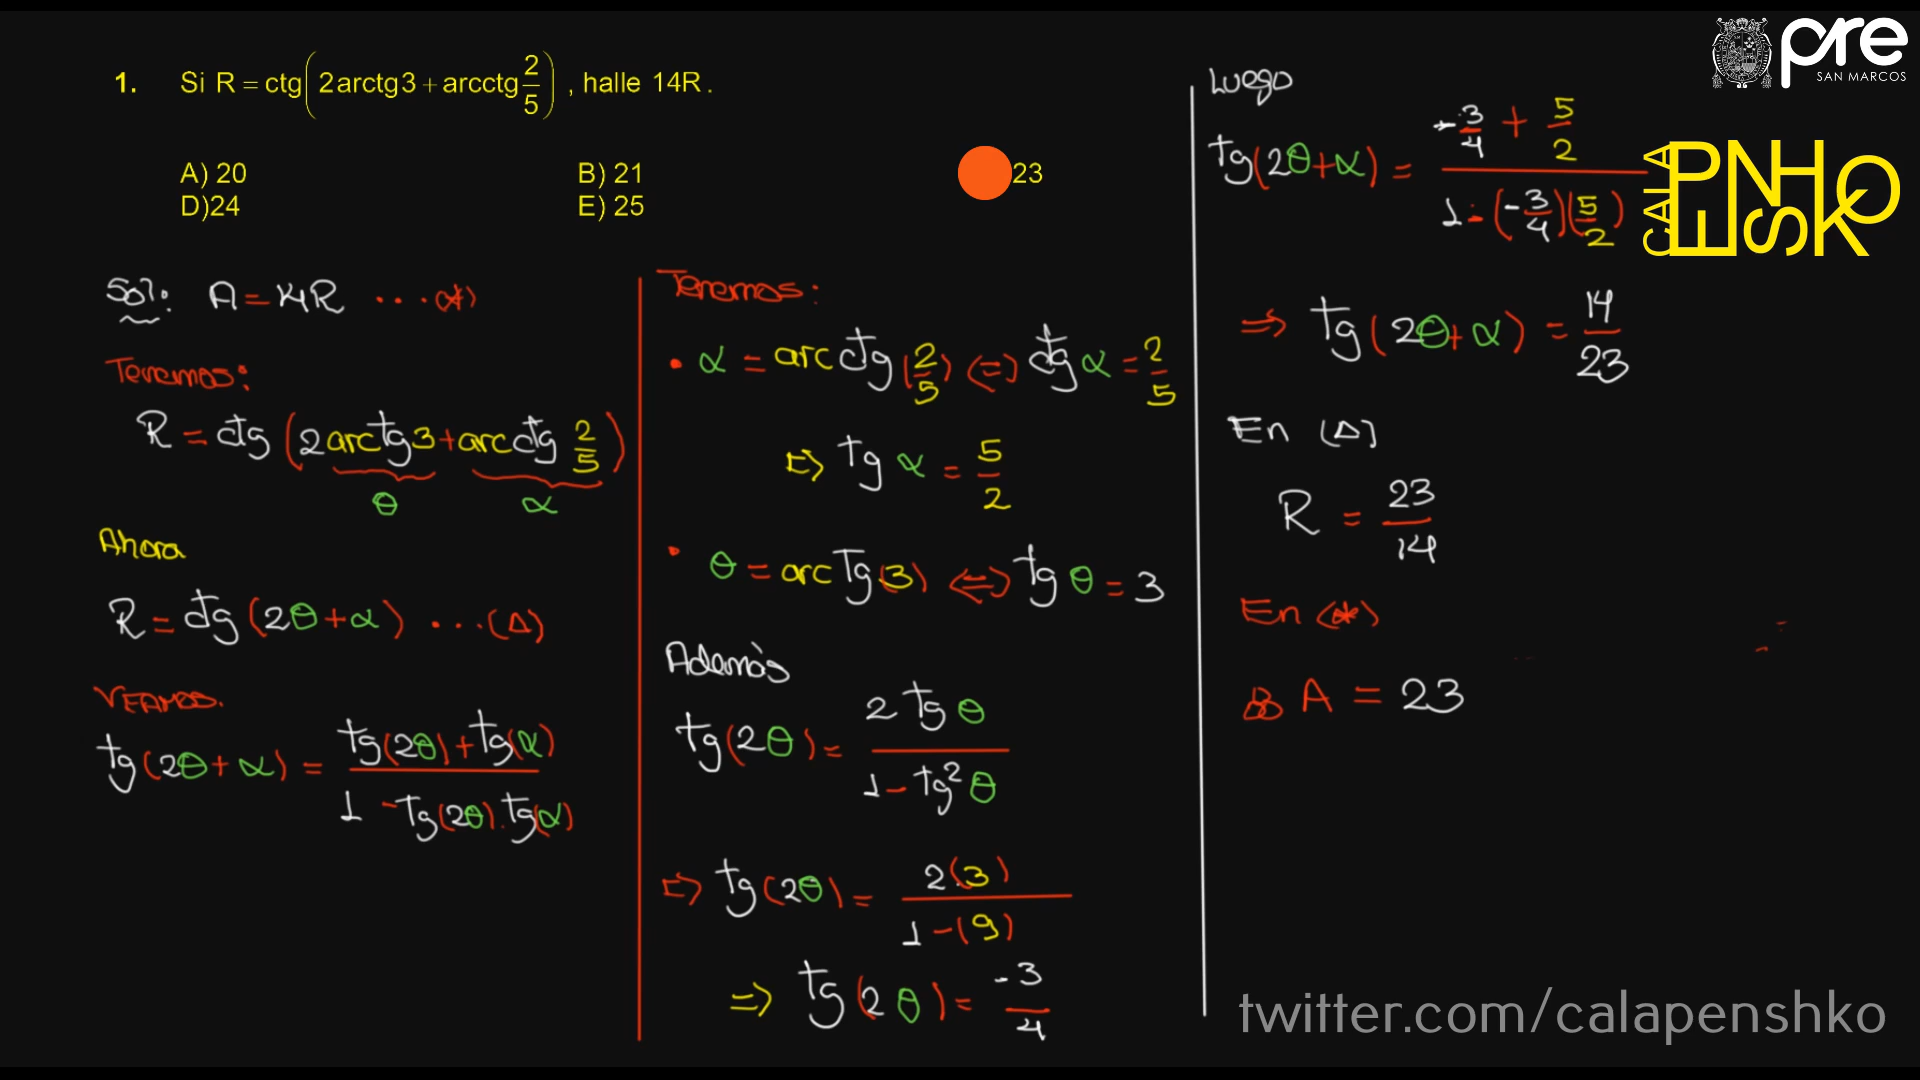 1. Si R = ctg(2arctg3 + arcctg 2/5), halle 14R.
A) 20 B) 21 23
D)24 E) 25
Sol: A = 14R ... (*)
Tenemos:
R = ctg (2arctg3 + arcctg 2/5)
θ α
Ahora
R = ctg (2θ + α) ... (Δ)
VEAMOS.
tg(2θ + α) = (tg(2θ) + tg(α)) / (1 - tg(2θ).tg(α))
Tenemos:
• α = arcctg(2/5) <=> ctg α = 2/5
=> tg α = 5/2
• θ = arctg(3) <=> tg θ = 3
Además
tg(2θ) = 2tgθ / (1 - tg²θ)
=> tg(2θ) = 2(3) / (1 - (9))
=> tg(2θ) = -3/4
Luego
tg(2θ + α) = (-3/4 + 5/2) / (1 - (-3/4)(5/2))
=> tg(2θ + α) = 14/23
En (Δ)
R = 23/14
En (*)
A = 23
pre
SAN MARCOS
CALA
PENSHKO
twitter.com/calapenshko